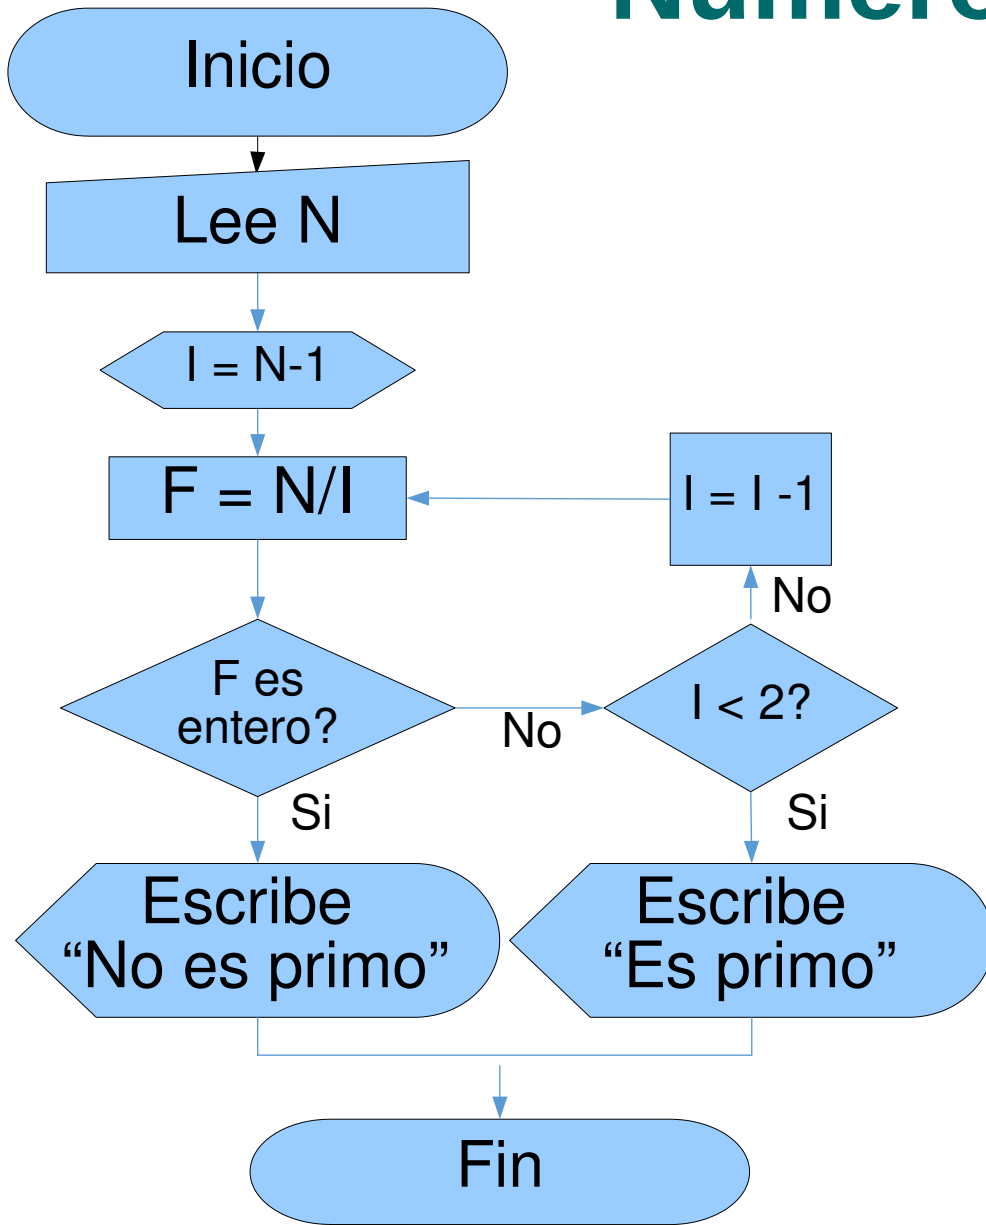 Inicio
Lee N
I = N-1
F = N/I
I = I -1
No
F es
entero?
No
I < 2?
Si
Si
Escribe
“No es primo”
Escribe
“Es primo”
Fin